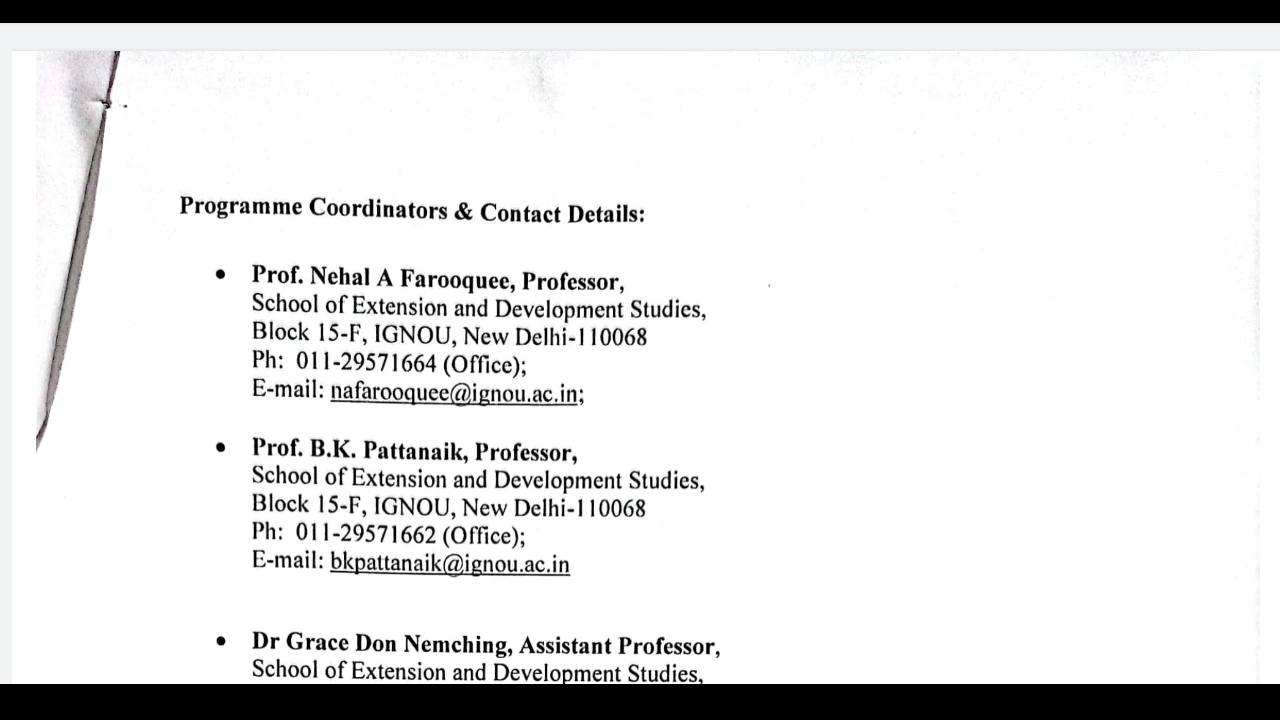 Programme Coordinators & Contact Details:
• Prof. Nehal A Farooquee, Professor,
School of Extension and Development Studies,
Block 15-F, IGNOU, New Delhi-110068
Ph: 011-29571664 (Office);
E-mail: nafarooquee@ignou.ac.in;
• Prof. B.K. Pattanaik, Professor,
School of Extension and Development Studies,
Block 15-F, IGNOU, New Delhi-110068
Ph: 011-29571662 (Office);
E-mail: bkpattanaik@ignou.ac.in
• Dr Grace Don Nemching, Assistant Professor,
School of Extension and Development Studies,